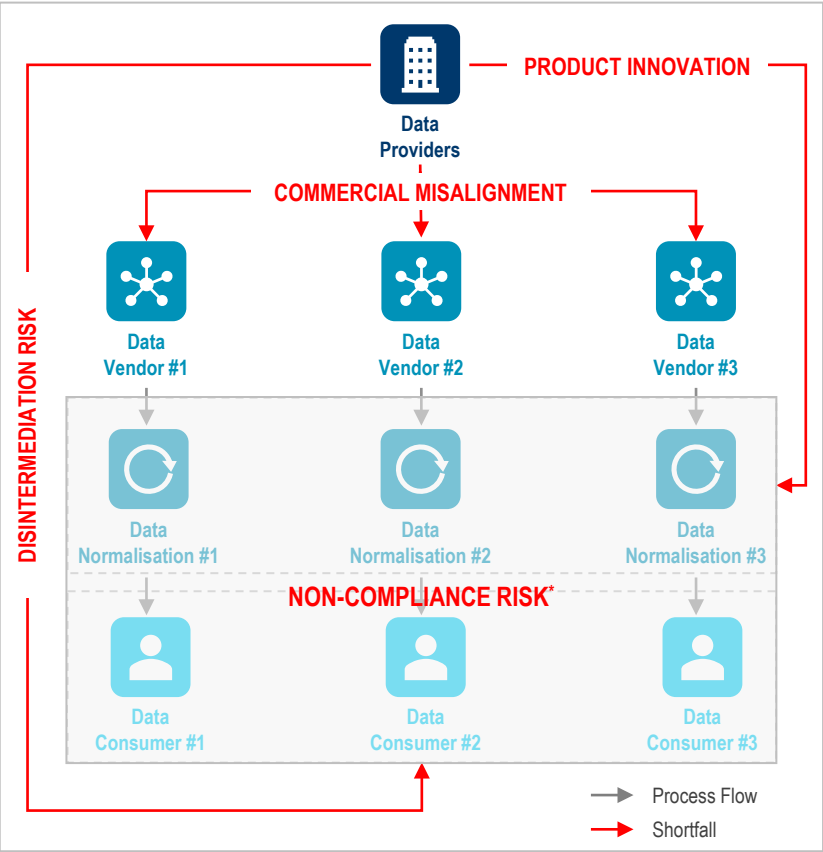 PRODUCT INNOVATION
Data
Providers
COMMERCIAL MISALIGNMENT
DISINTERMEDIATION RISK
Data
Vendor #1
Data
Vendor #2
Data
Vendor #3
Data
Normalisation #1
Data
Normalisation #2
Data
Normalisation #3
NON-COMPLIANCE RISK*
Data
Consumer #1
Data
Consumer #2
Data
Consumer #3
Process Flow
Shortfall